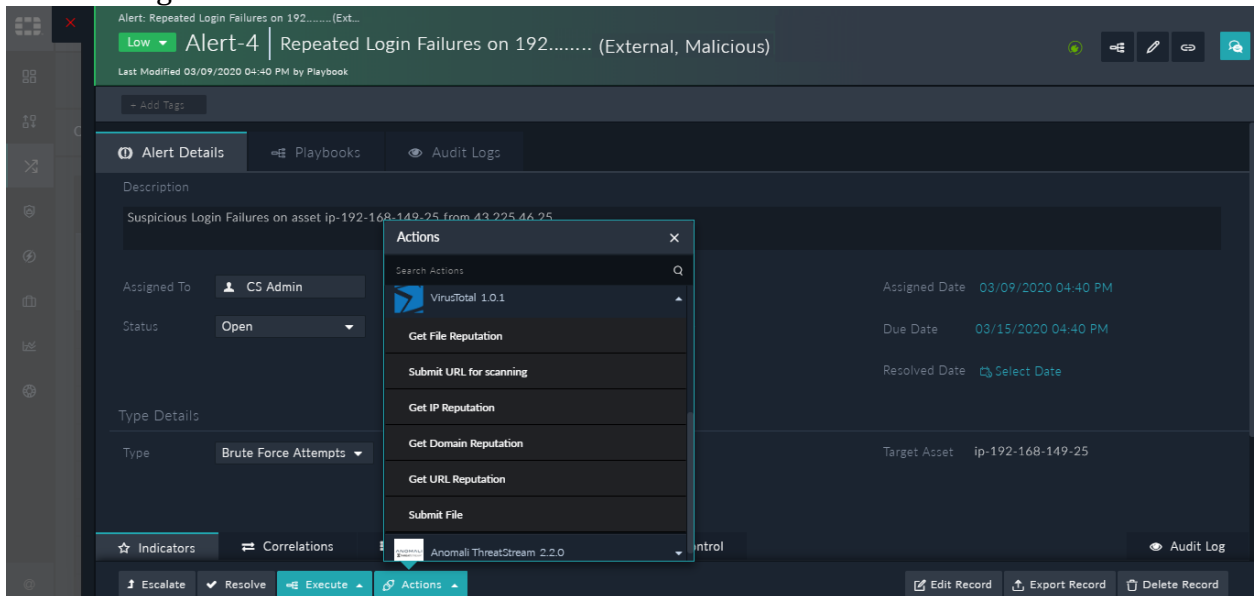 Alert: Repeated Login Failures on 192........(Ext...
Low Alert-4 | Repeated Login Failures on 192........ (External, Malicious)
Last Modified 03/09/2020 04:40 PM by Playbook
+ Add Tags
Alert Details Playbooks Audit Logs
Description
Suspicious Login Failures on asset ip-192-168-149-25 from 43.225.46.25
Actions
Search Actions
VirusTotal 1.0.1
Get File Reputation
Submit URL for scanning
Get IP Reputation
Get Domain Reputation
Get URL Reputation
Submit File
Anomali ThreatStream 2.2.0
Assigned To CS Admin
Assigned Date 03/09/2020 04:40 PM
Status Open
Due Date 03/15/2020 04:40 PM
Resolved Date Select Date
Type Details
Type Brute Force Attempts
Target Asset ip-192-168-149-25
Indicators Correlations
Audit Log
Escalate Resolve Execute Actions
Edit Record Export Record Delete Record